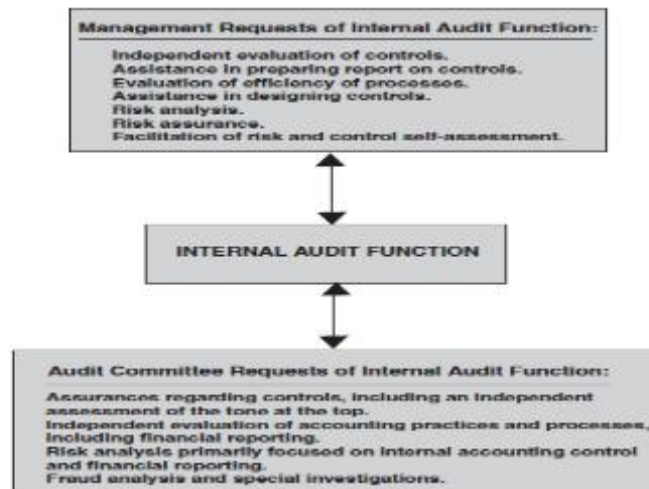 Management Requests of Internal Audit Function:
Independent evaluation of controls.
Assistance in preparing report on controls.
Evaluation of efficiency of processes.
Assistance in designing controls.
Risk analysis.
Risk assurance.
Facilitation of risk and control self-assessment.
INTERNAL AUDIT FUNCTION
Audit Committee Requests of Internal Audit Function:
Assurances regarding controls, including an independent
assessment of the tone at the top.
Independent evaluation of accounting practices and processes,
including financial reporting.
Risk analysis primarily focused on internal accounting control
and financial reporting.
Fraud analysis and special investigations.